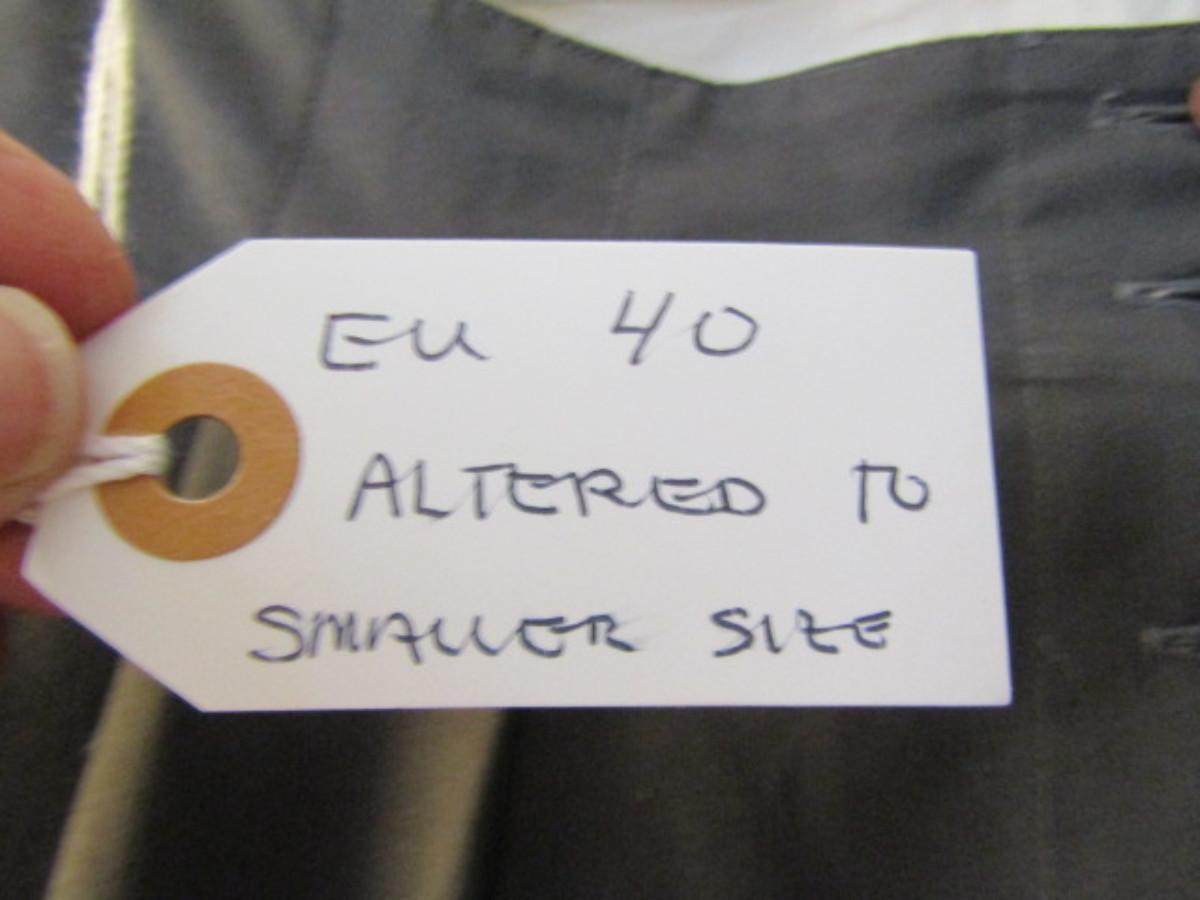 EU 40
ALTERED TO
SMALLER SIZE